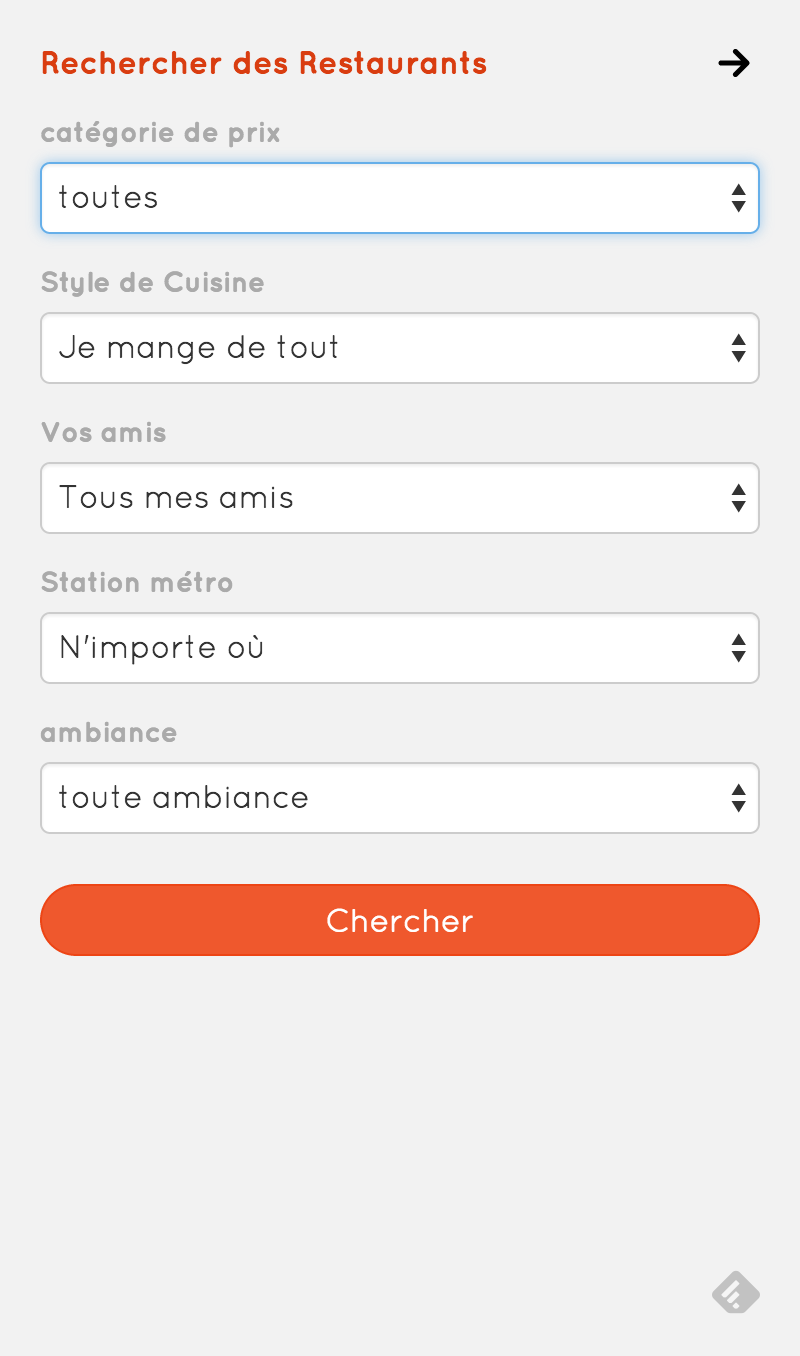 Rechercher des Restaurants
catégorie de prix
toutes
Style de Cuisine
Je mange de tout
Vos amis
Tous mes amis
Station métro
N'importe où
ambiance
toute ambiance
Chercher